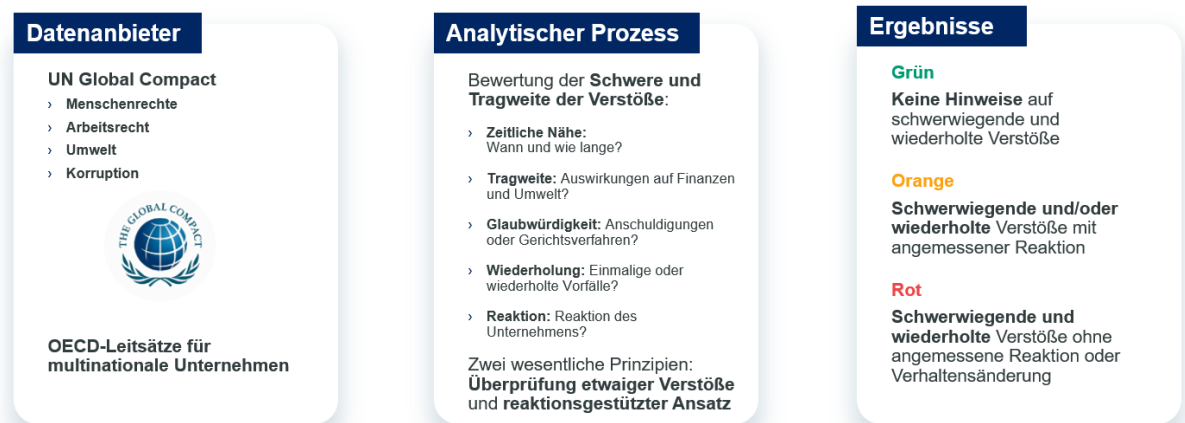 Datenanbieter
UN Global Compact
› Menschenrechte
› Arbeitsrecht
› Umwelt
› Korruption
THE GLOBAL COMPACT
OECD-Leitsätze für
multinationale Unternehmen
Analytischer Prozess
Bewertung der Schwere und
Tragweite der Verstöße:
› Zeitliche Nähe:
Wann und wie lange?
› Tragweite: Auswirkungen auf Finanzen
und Umwelt?
› Glaubwürdigkeit: Anschuldigungen
oder Gerichtsverfahren?
› Wiederholung: Einmalige oder
wiederholte Vorfälle?
› Reaktion: Reaktion des
Unternehmens?
Zwei wesentliche Prinzipien:
Überprüfung etwaiger Verstöße
und reaktionsgestützter Ansatz
Ergebnisse
Grün
Keine Hinweise auf
schwerwiegende und
wiederholte Verstöße
Orange
Schwerwiegende und/oder
wiederholte Verstöße mit
angemessener Reaktion
Rot
Schwerwiegende und
wiederholte Verstöße ohne
angemessene Reaktion oder
Verhaltensänderung